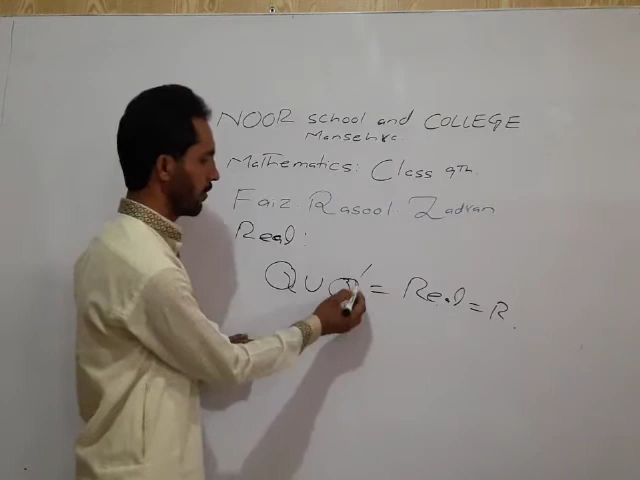 NOOR school and COLLEGE
Mansehra.
Mathematics: Class 9Th.
Faiz. Rasool. Zadran
Real:
Q U Q' = Real = R.